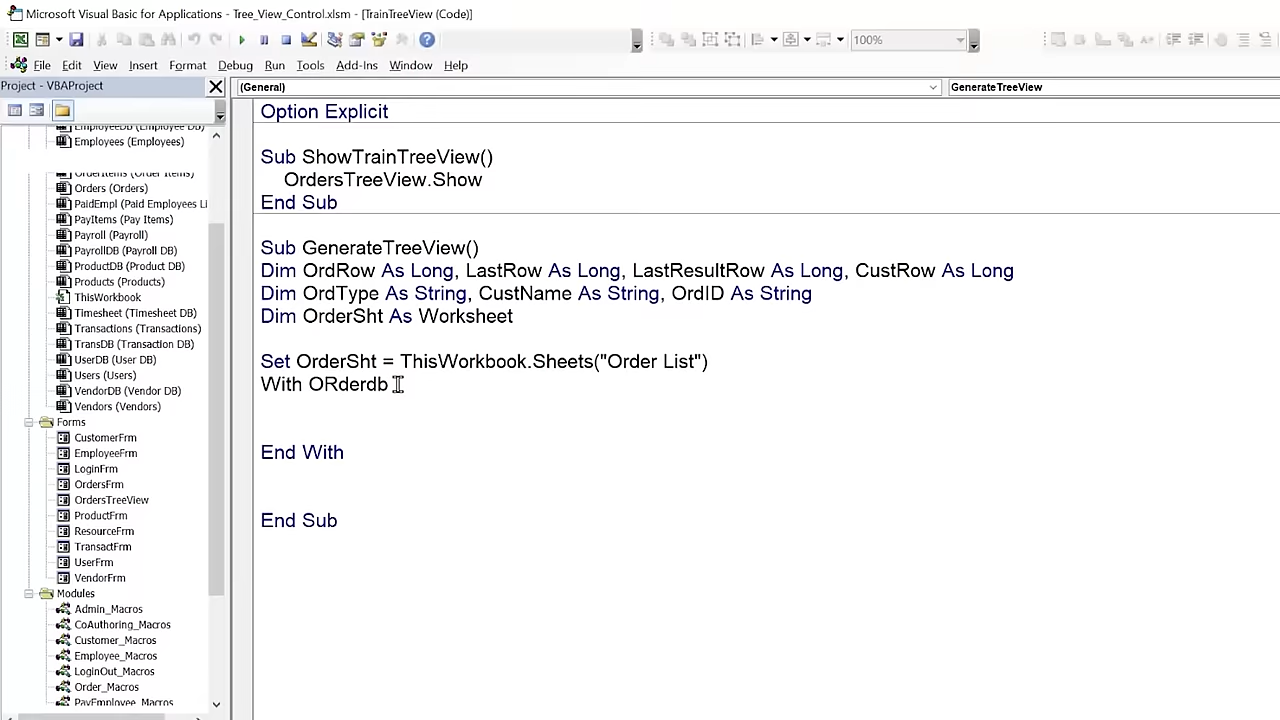 Microsoft Visual Basic for Applications - Tree_View_Control.xlsm - [TrainTreeView (Code)]
100%
File Edit View Insert Format Debug Run Tools Add-Ins Window Help
Project - VBAProject
(General)
GenerateTreeView
EmployeeDB (Employee DB)
Employees (Employees)
OrderItems (Order Items)
Orders (Orders)
PaidEmpl (Paid Employees Li
PayItems (Pay Items)
Payroll (Payroll)
PayrollDB (Payroll DB)
ProductDB (Product DB)
Products (Products)
ThisWorkbook
Timesheet (Timesheet DB)
Transactions (Transactions)
TransDB (Transaction DB)
UserDB (User DB)
Users (Users)
VendorDB (Vendor DB)
Vendors (Vendors)
Forms
CustomerFrm
EmployeeFrm
LoginFrm
OrdersFrm
OrdersTreeView
ProductFrm
ResourceFrm
TransactFrm
UserFrm
VendorFrm
Modules
Admin_Macros
CoAuthoring_Macros
Customer_Macros
Employee_Macros
LoginOut_Macros
Order_Macros
PayEmployee_Macros
Option Explicit
Sub ShowTrainTreeView()
OrdersTreeView.Show
End Sub
Sub GenerateTreeView()
Dim OrdRow As Long, LastRow As Long, LastResultRow As Long, CustRow As Long
Dim OrdType As String, CustName As String, OrdID As String
Dim OrderSht As Worksheet
Set OrderSht = ThisWorkbook.Sheets("Order List")
With ORderdb
End With
End Sub